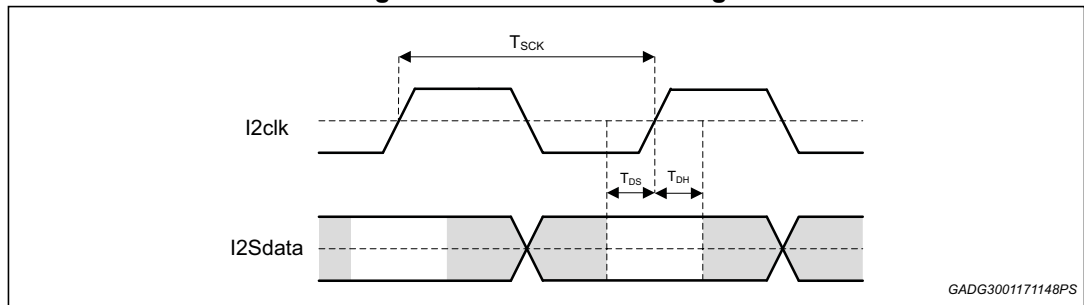 T_SCK
I2clk
T_DS T_DH
I2Sdata
GADG3001171148PS